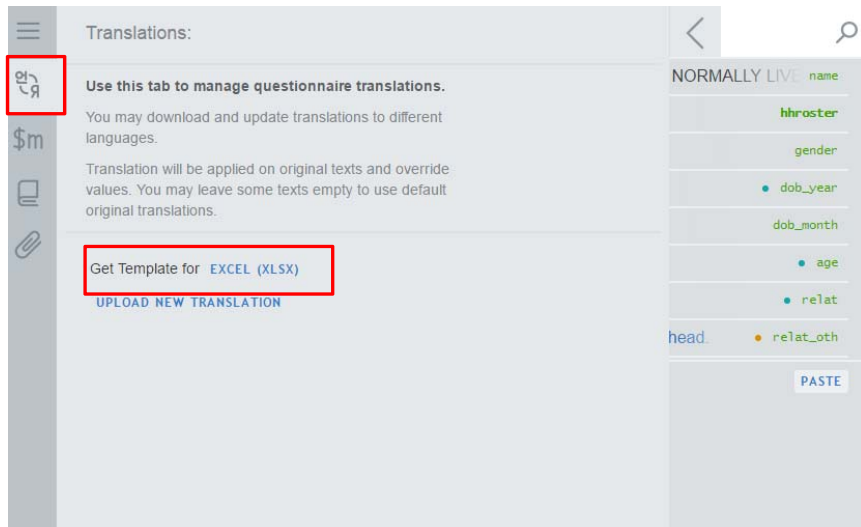 Translations:
Use this tab to manage questionnaire translations.
You may download and update translations to different
languages.
Translation will be applied on original texts and override
values. You may leave some texts empty to use default
original translations.
Get Template for EXCEL (XLSX)
UPLOAD NEW TRANSLATION
언
Я
$m
NORMALLY LIVE name
hhroster
gender
dob_year
dob_month
age
relat
head. relat_oth
PASTE